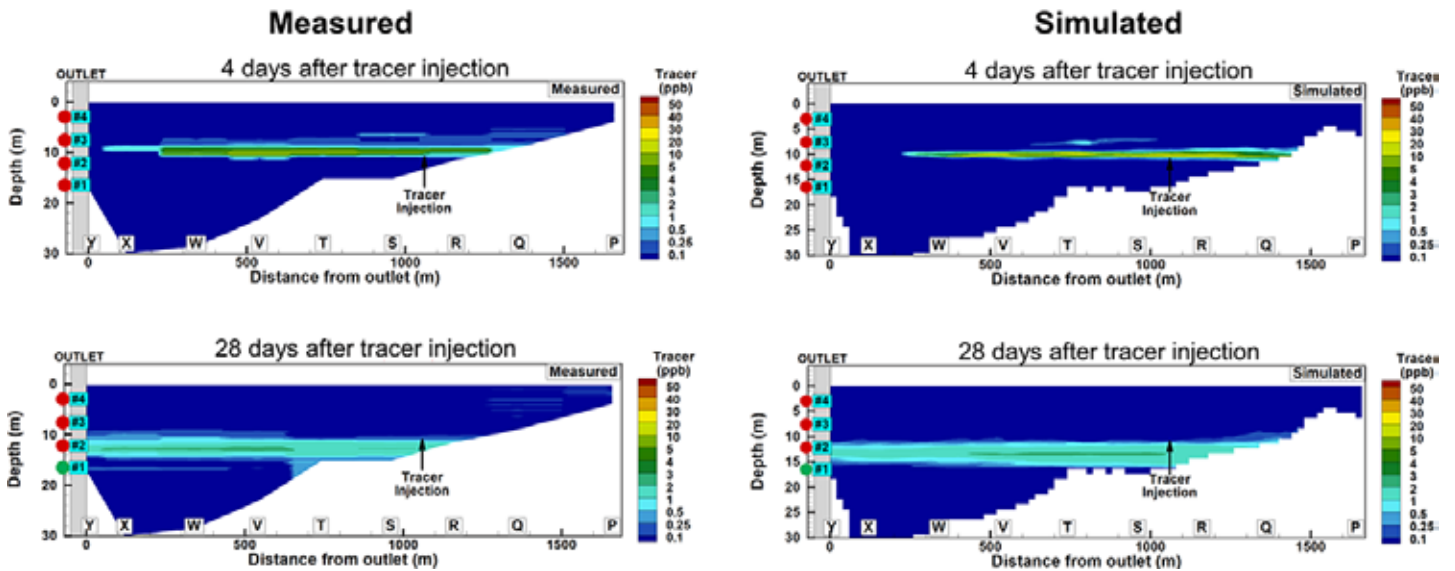 Measured
Simulated
4 days after tracer injection
OUTLET
Measured
Tracer
(ppb)
0
10
20
30
Depth (m)
#4
#3
#2
#1
Tracer
Injection
Y X W V T S R Q P
0 500 1000 1500
Distance from outlet (m)
50
40
30
20
10
5
4
3
2
1
0.5
0.25
0.1
4 days after tracer injection
OUTLET
Simulated
Tracer
(ppb)
0
5
10
15
20
25
30
Depth (m)
#4
#3
#2
#1
Tracer
Injection
Y X W V T S R Q P
0 500 1000 1500
Distance from outlet (m)
50
40
30
20
10
5
4
3
2
1
0.5
0.25
0.1
28 days after tracer injection
OUTLET
Measured
Tracer
(ppb)
0
10
20
30
Depth (m)
#4
#3
#2
#1
Tracer
Injection
Y X W V T S R Q P
0 500 1000 1500
Distance from outlet (m)
50
40
30
20
10
5
4
3
2
1
0.5
0.25
0.1
28 days after tracer injection
OUTLET
Simulated
Tracer
(ppb)
0
5
10
15
20
25
30
Depth (m)
#4
#3
#2
#1
Tracer
Injection
Y X W V T S R Q P
0 500 1000 1500
Distance from outlet (m)
50
40
30
20
10
5
4
3
2
1
0.5
0.25
0.1